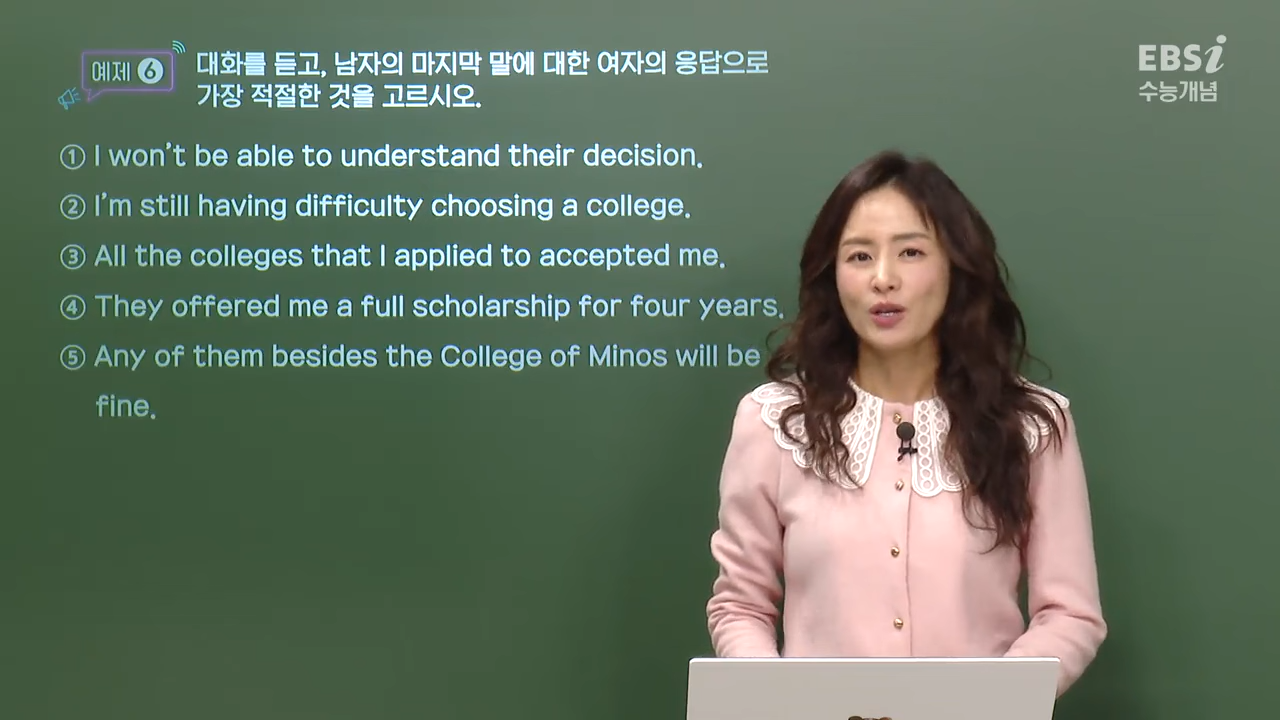 예제 6
대화를 듣고, 남자의 마지막 말에 대한 여자의 응답으로
가장 적절한 것을 고르시오.
EBSi
수능개념
① I won't be able to understand their decision.
② I'm still having difficulty choosing a college.
③ All the colleges that I applied to accepted me.
④ They offered me a full scholarship for four years.
⑤ Any of them besides the College of Minos will be
fine.